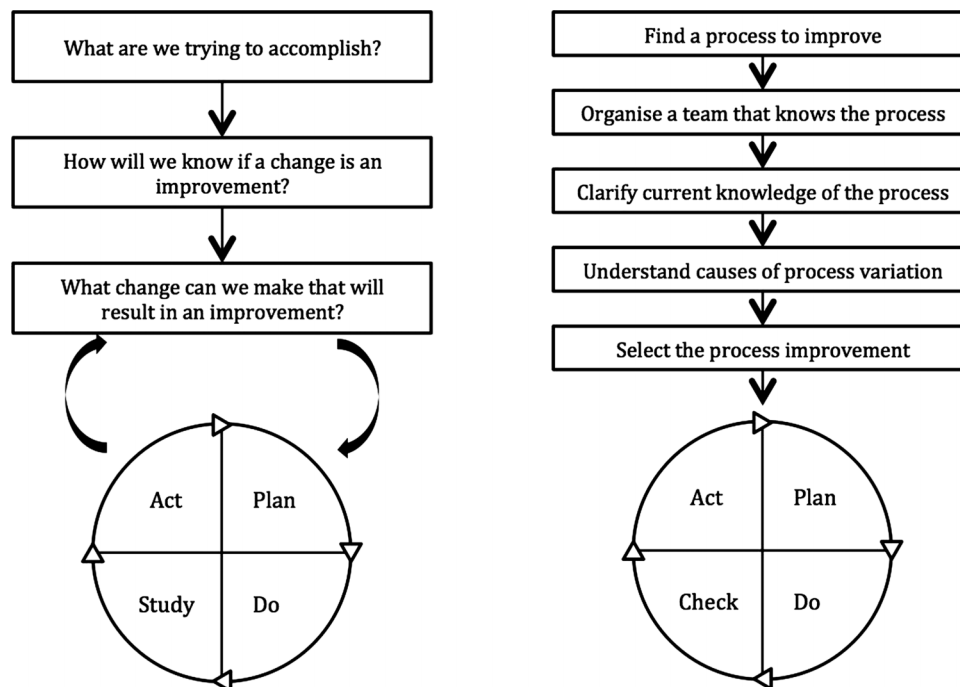 What are we trying to accomplish?
How will we know if a change is an
improvement?
What change can we make that will
result in an improvement?
Act
Plan
Study
Do
Find a process to improve
Organise a team that knows the process
Clarify current knowledge of the process
Understand causes of process variation
Select the process improvement
Act
Plan
Check
Do